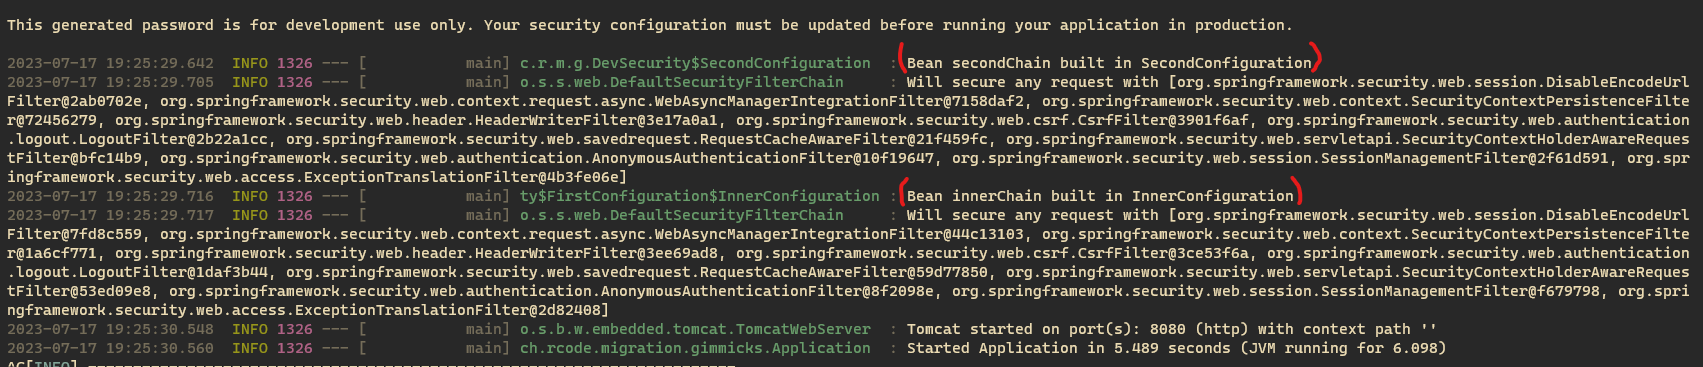 This generated password is for development use only. Your security configuration must be updated before running your application in production.
2023-07-17 19:25:29.642  INFO 1326 --- [           main] c.r.m.g.DevSecurity$SecondConfiguration  : Bean secondChain built in SecondConfiguration
2023-07-17 19:25:29.705  INFO 1326 --- [           main] o.s.s.web.DefaultSecurityFilterChain     : Will secure any request with [org.springframework.security.web.session.DisableEncodeUrl
Filter@2ab0702e, org.springframework.security.web.context.request.async.WebAsyncManagerIntegrationFilter@7158daf2, org.springframework.security.web.context.SecurityContextPersistenceFilte
r@72456279, org.springframework.security.web.header.HeaderWriterFilter@3e17a0a1, org.springframework.security.web.csrf.CsrfFilter@3901f6af, org.springframework.security.web.authentication
.logout.LogoutFilter@2b22a1cc, org.springframework.security.web.savedrequest.RequestCacheAwareFilter@21f459fc, org.springframework.security.web.servletapi.SecurityContextHolderAwareReques
tFilter@bfc14b9, org.springframework.security.web.authentication.AnonymousAuthenticationFilter@10f19647, org.springframework.security.web.session.SessionManagementFilter@2f61d591, org.spr
ingframework.security.web.access.ExceptionTranslationFilter@4b3fe06e]
2023-07-17 19:25:29.716  INFO 1326 --- [           main] ty$FirstConfiguration$InnerConfiguration : Bean innerChain built in InnerConfiguration
2023-07-17 19:25:29.717  INFO 1326 --- [           main] o.s.s.web.DefaultSecurityFilterChain     : Will secure any request with [org.springframework.security.web.session.DisableEncodeUrl
Filter@7fd8c559, org.springframework.security.web.context.request.async.WebAsyncManagerIntegrationFilter@44c13103, org.springframework.security.web.context.SecurityContextPersistenceFilte
r@1a6cf771, org.springframework.security.web.header.HeaderWriterFilter@3ee69ad8, org.springframework.security.web.csrf.CsrfFilter@3ce53f6a, org.springframework.security.web.authentication
.logout.LogoutFilter@1daf3b44, org.springframework.security.web.savedrequest.RequestCacheAwareFilter@59d77850, org.springframework.security.web.servletapi.SecurityContextHolderAwareReques
tFilter@53ed09e8, org.springframework.security.web.authentication.AnonymousAuthenticationFilter@8f2098e, org.springframework.security.web.session.SessionManagementFilter@f679798, org.spri
ngframework.security.web.access.ExceptionTranslationFilter@2d82408]
2023-07-17 19:25:30.548  INFO 1326 --- [           main] o.s.b.w.embedded.tomcat.TomcatWebServer  : Tomcat started on port(s): 8080 (http) with context path ''
2023-07-17 19:25:30.560  INFO 1326 --- [           main] ch.rcode.migration.gimmicks.Application  : Started Application in 5.489 seconds (JVM running for 6.098)
^C[INFO] ------------------------------------------------------------------------